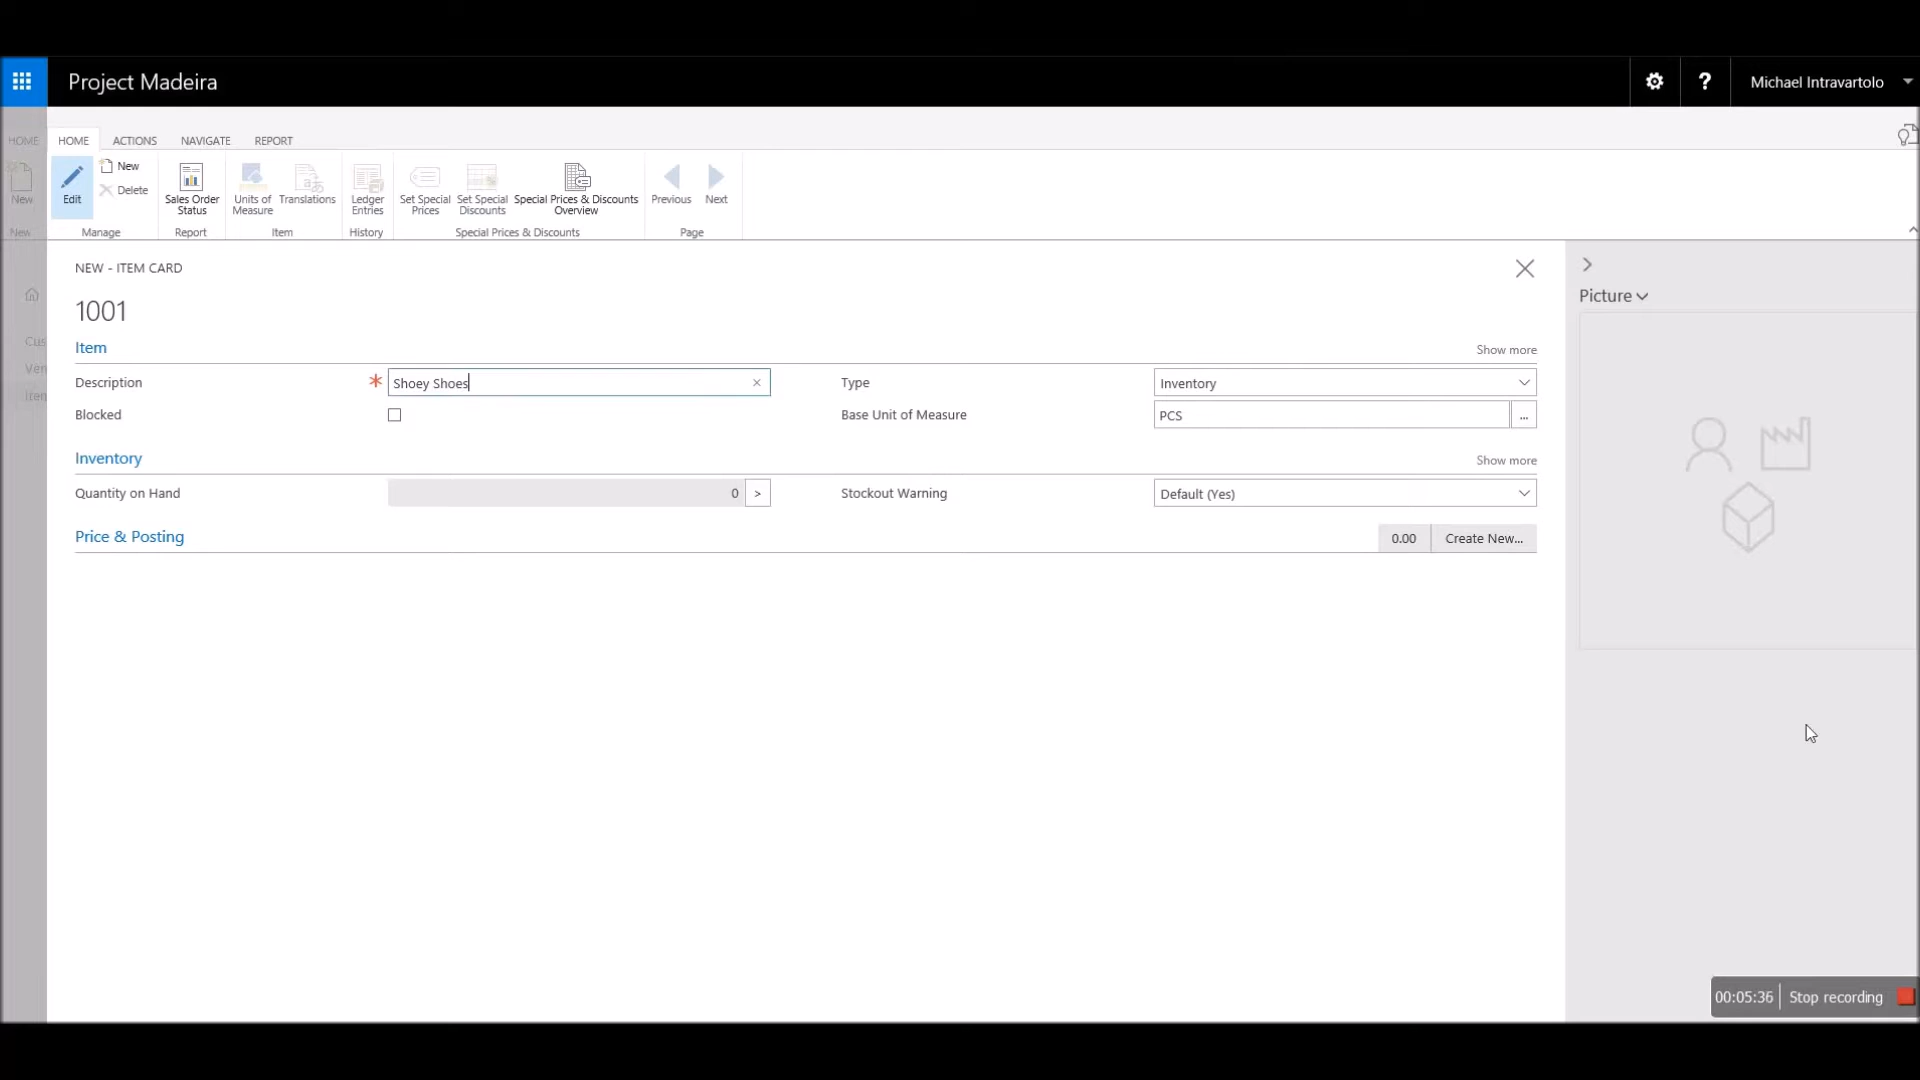 Project Madeira
?
Michael Intravartolo
HOME
HOME
ACTIONS
NAVIGATE
REPORT
New
New
Edit
New
Delete
Manage
Sales Order
Status
Report
Units of
Measure
Translations
Item
Ledger
Entries
History
Set Special
Prices
Set Special
Discounts
Special Prices & Discounts
Overview
Special Prices & Discounts
Previous
Next
Page
NEW - ITEM CARD
1001
Item
Show more
Description
* Shoey Shoes
Type
Inventory
Blocked
Base Unit of Measure
PCS
...
Inventory
Show more
Quantity on Hand
0
>
Stockout Warning
Default (Yes)
Price & Posting
0.00
Create New...
Picture
Cus
Ven
Iten
00:05:36
Stop recording